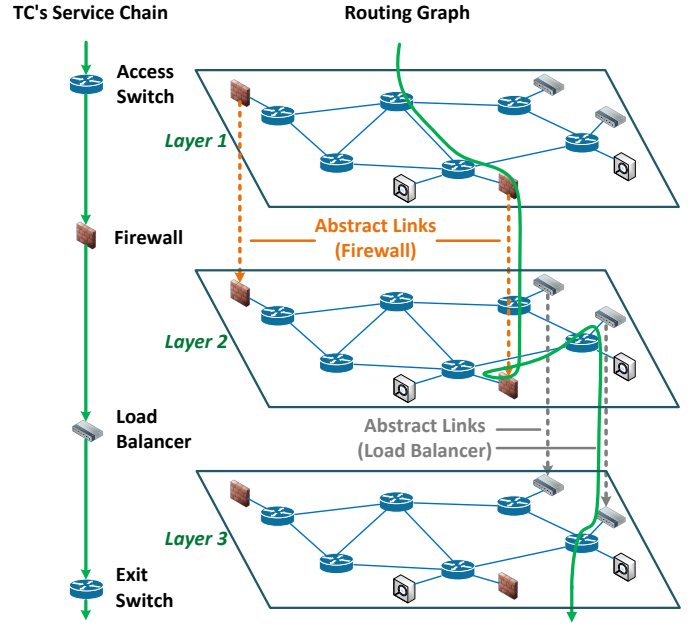 TC's Service Chain
Routing Graph
Access
Switch
Layer 1
Firewall
Abstract Links
(Firewall)
Layer 2
Load
Balancer
Abstract Links
(Load Balancer)
Layer 3
Exit
Switch